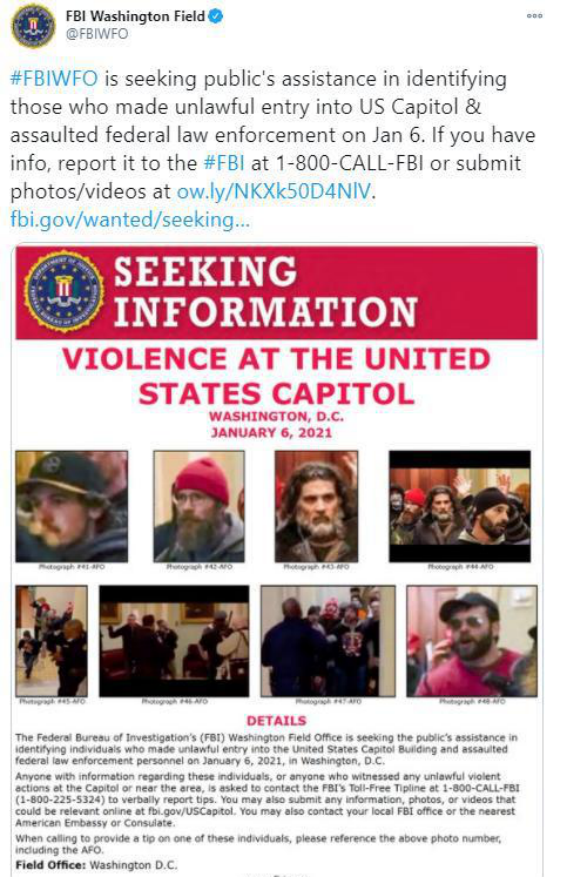 FBI Washington Field
@FBIWFO
#FBIWFO is seeking public's assistance in identifying
those who made unlawful entry into US Capitol &
assaulted federal law enforcement on Jan 6. If you have
info, report it to the #FBI at 1-800-CALL-FBI or submit
photos/videos at ow.ly/NKXk50D4NlV.
fbi.gov/wanted/seeking...
SEEKING
INFORMATION
VIOLENCE AT THE UNITED
STATES CAPITOL
WASHINGTON, D.C.
JANUARY 6, 2021
Photograph #41-AFO
Photograph #42-AFO
Photograph #43-AFO
Photograph #44-AFO
Photograph #45-AFO
Photograph #46-AFO
Photograph #47-AFO
Photograph #48-AFO
DETAILS
The Federal Bureau of Investigation's (FBI) Washington Field Office is seeking the public's assistance in
identifying individuals who made unlawful entry into the United States Capitol Building and assaulted
federal law enforcement personnel on January 6, 2021, in Washington, D.C.
Anyone with information regarding these individuals, or anyone who witnessed any unlawful violent
actions at the Capitol or near the area, is asked to contact the FBI's Toll-Free Tipline at 1-800-CALL-FBI
(1-800-225-5324) to verbally report tips. You may also submit any information, photos, or videos that
could be relevant online at fbi.gov/USCapitol. You may also contact your local FBI office or the nearest
American Embassy or Consulate.
When calling to provide a tip on one of these individuals, please reference the above photo number,
including the AFO.
Field Office: Washington D.C.